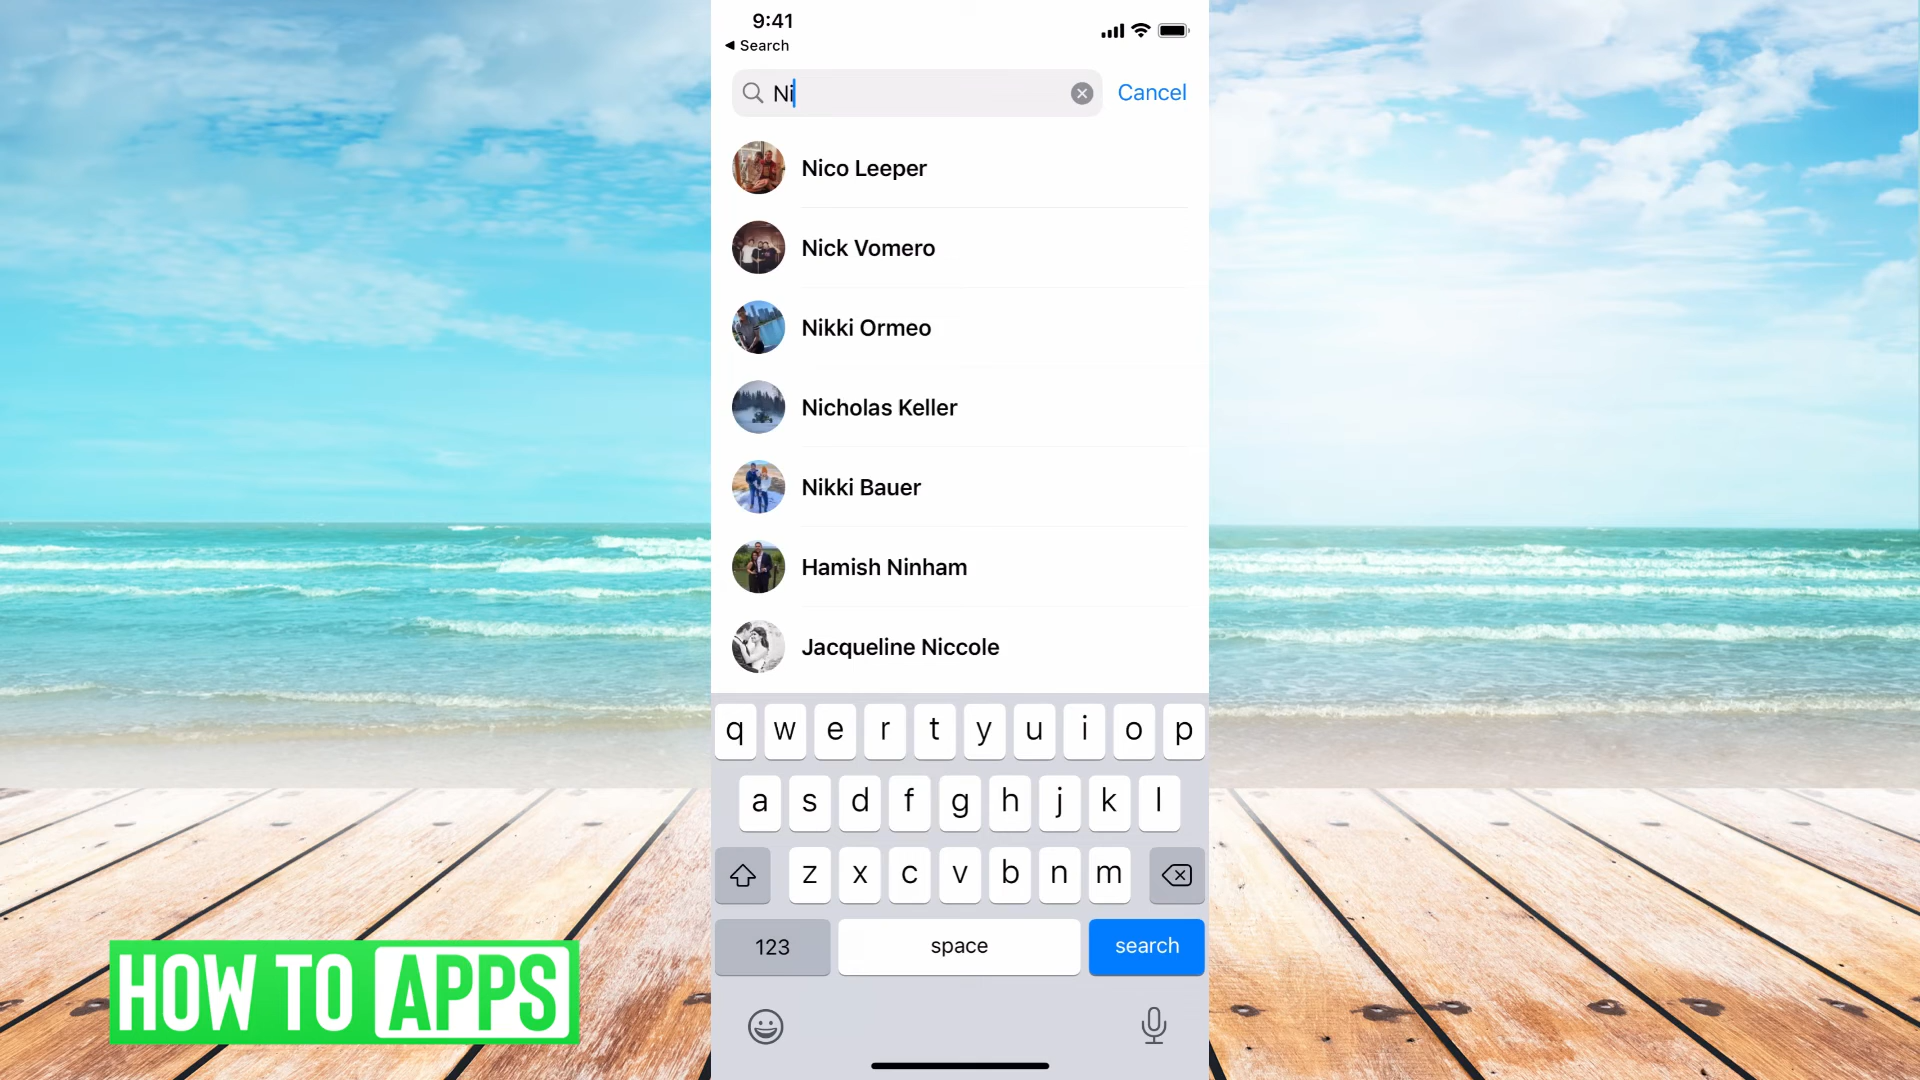 9:41
◀ Search
Ni
Cancel
Nico Leeper
Nick Vomero
Nikki Ormeo
Nicholas Keller
Nikki Bauer
Hamish Ninham
Jacqueline Niccole
q w e r t y u i o p
a s d f g h j k l
z x c v b n m
123 space search
HOW TO APPS